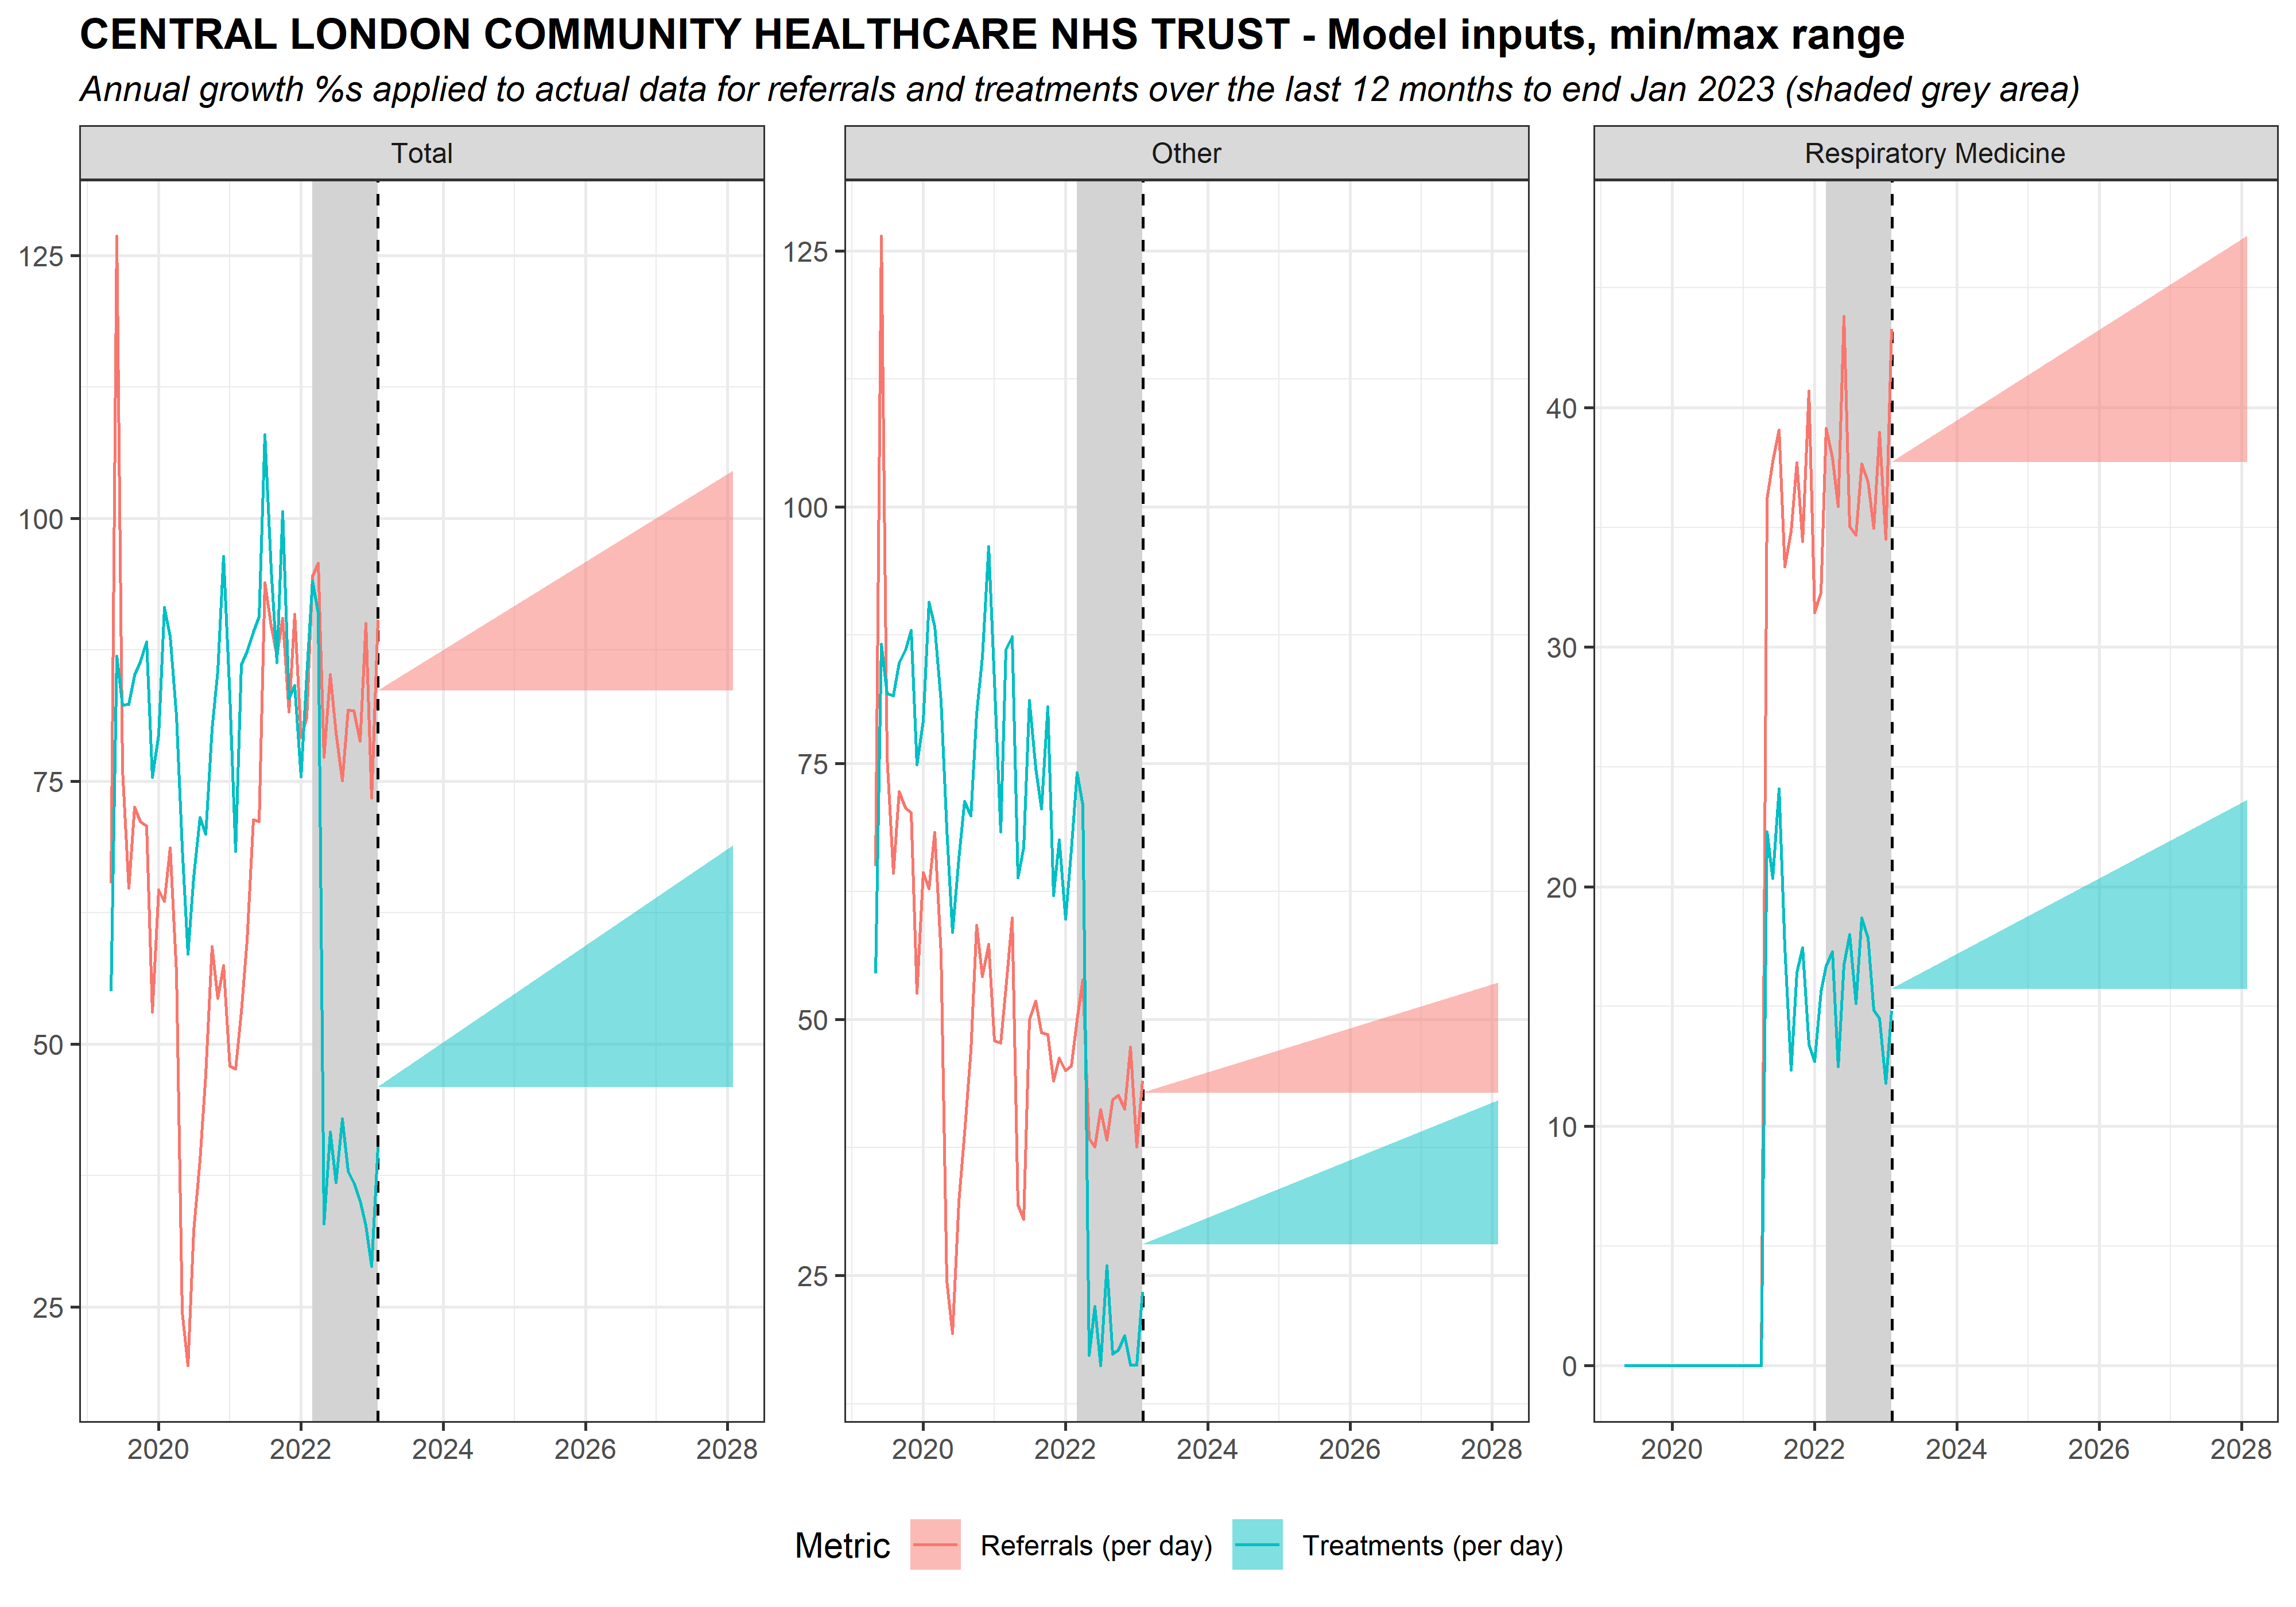 CENTRAL LONDON COMMUNITY HEALTHCARE NHS TRUST - Model inputs, min/max range
Annual growth %s applied to actual data for referrals and treatments over the last 12 months to end Jan 2023 (shaded grey area)
Total
Other
Respiratory Medicine
125
100
75
50
25
2020 2022 2024 2026 2028
125
100
75
50
25
2020 2022 2024 2026 2028
40
30
20
10
0
2020 2022 2024 2026 2028
Metric Referrals (per day) Treatments (per day)